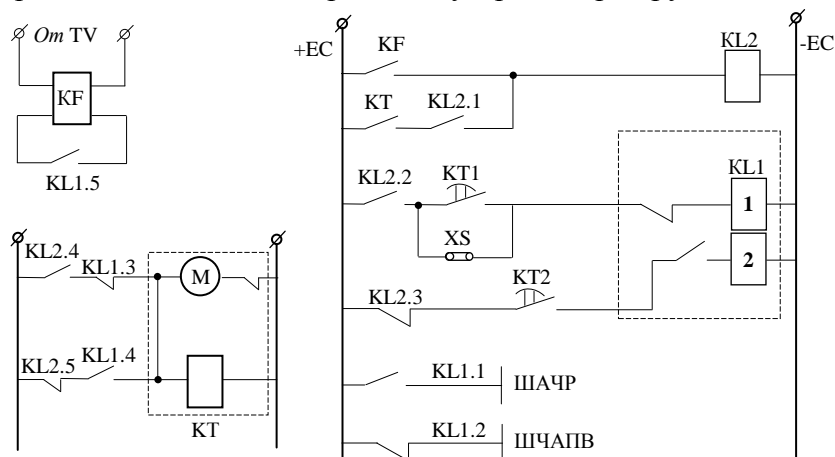 От TV
KF
KL1.5
+EC
-EC
KF
KL2
KT
KL2.1
KL2.2
KT1
KL1
1
XS
2
KL2.3
KT2
KL1.1
ШАЧР
KL1.2
ШЧАПВ
KL2.4
KL1.3
M
KL2.5
KL1.4
KT